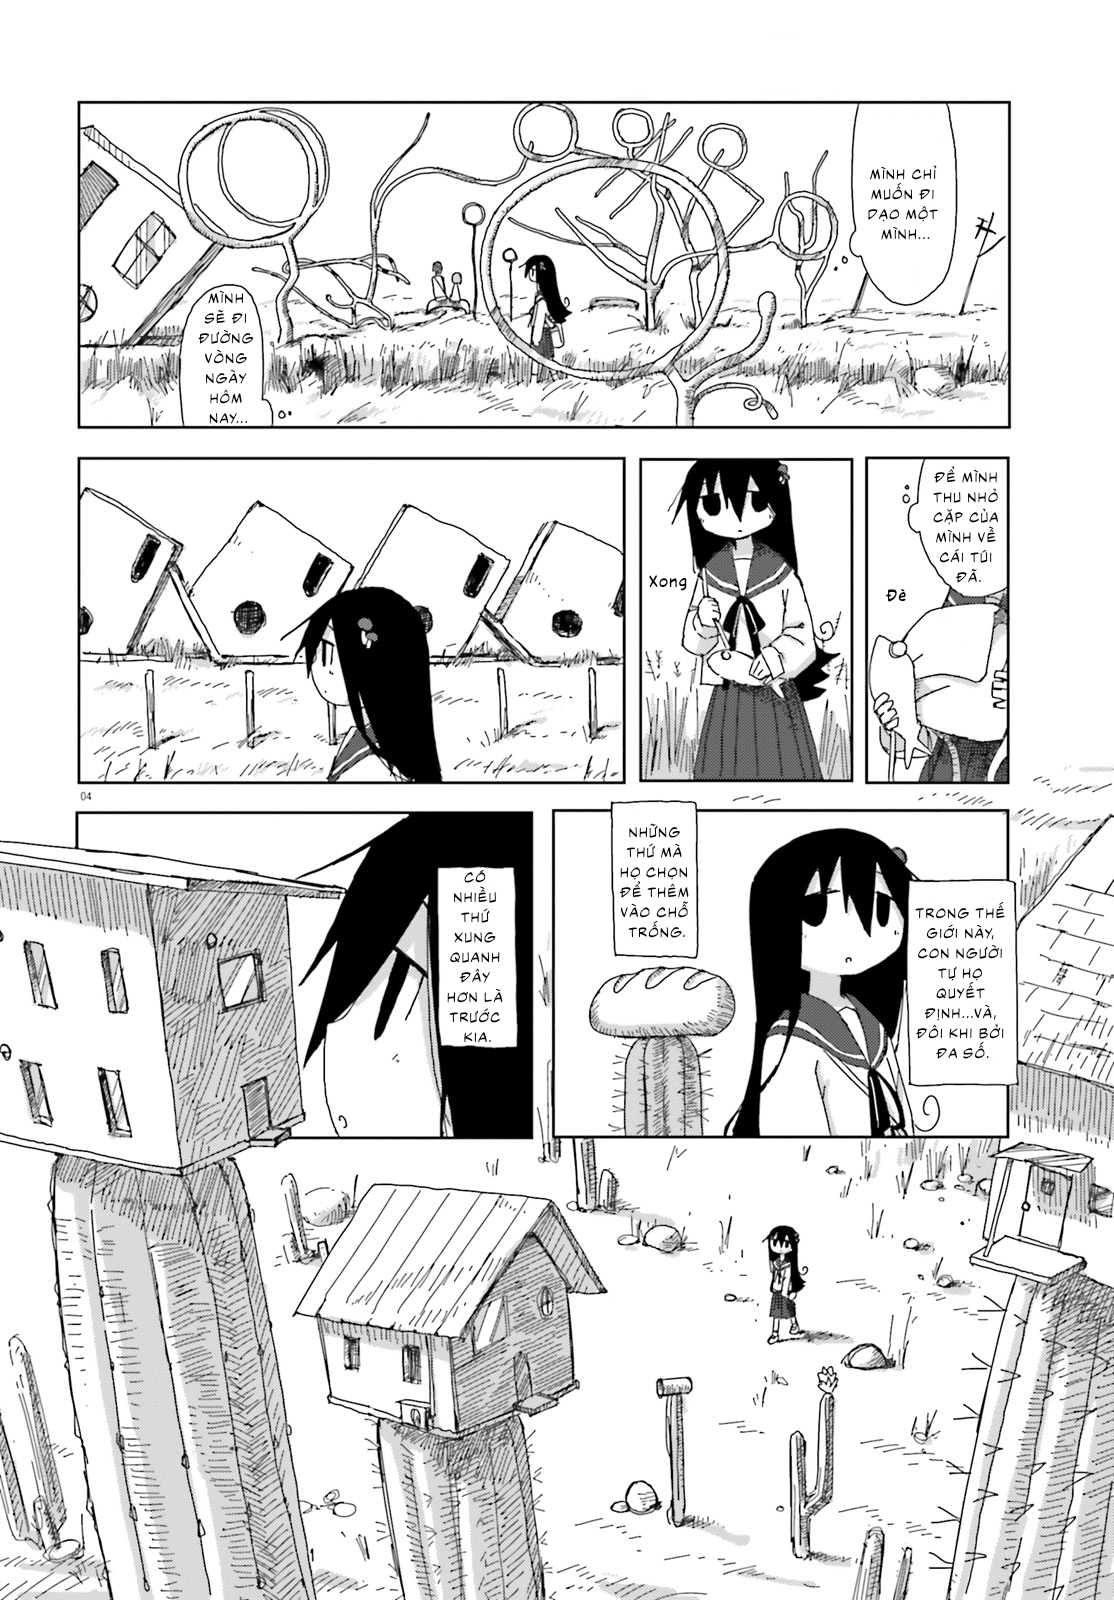 MÌNH CHỈ
MUỐN ĐI
DẠO MỘT
MÌNH...
MÌNH
SẼ ĐI
ĐƯỜNG
VÒNG
NGÀY
HÔM
NAY...
ĐỂ MÌNH
THU NHỎ
CẶP CỦA
MÌNH VỀ
CÁI TÚI
ĐÃ.
Đè
Xong
04
TRONG THẾ
GIỚI NÀY,
CON NGƯỜI
TỰ HỌ
QUYẾT
ĐỊNH...VÀ,
ĐÔI KHI BỞI
ĐA SỐ.
NHỮNG
THỨ MÀ
HỌ CHỌN
ĐỂ THÊM
VÀO CHỖ
TRỐNG.
CÓ
NHIỀU
THỨ
XUNG
QUANH
ĐÂY
HƠN LÀ
TRƯỚC
KIA.